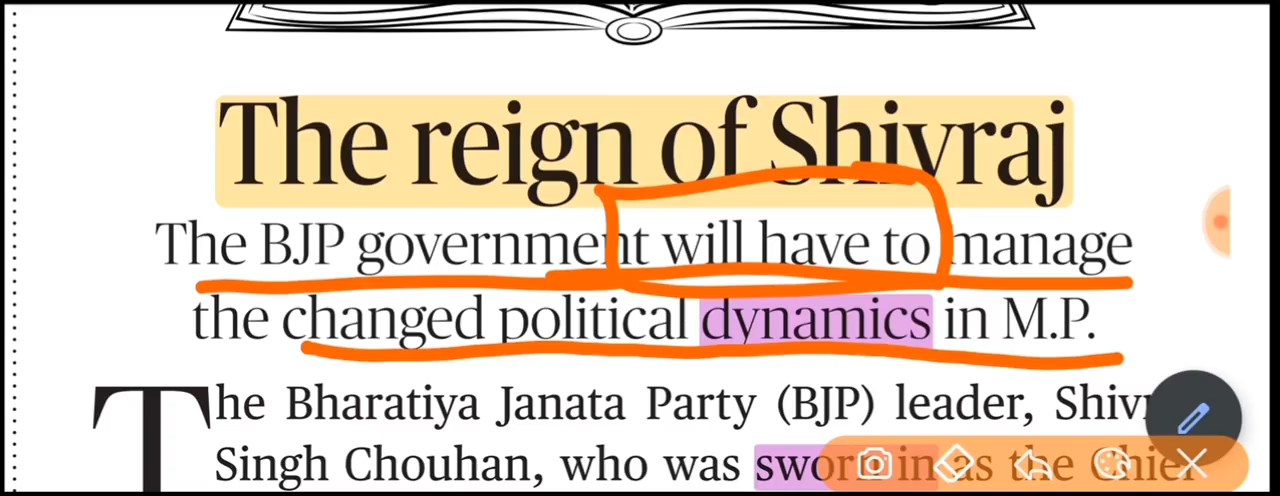 The reign of Shivraj
The BJP government will have to manage
the changed political dynamics in M.P.
The Bharatiya Janata Party (BJP) leader,
Singh Chouhan, who was sworn in as the Chief